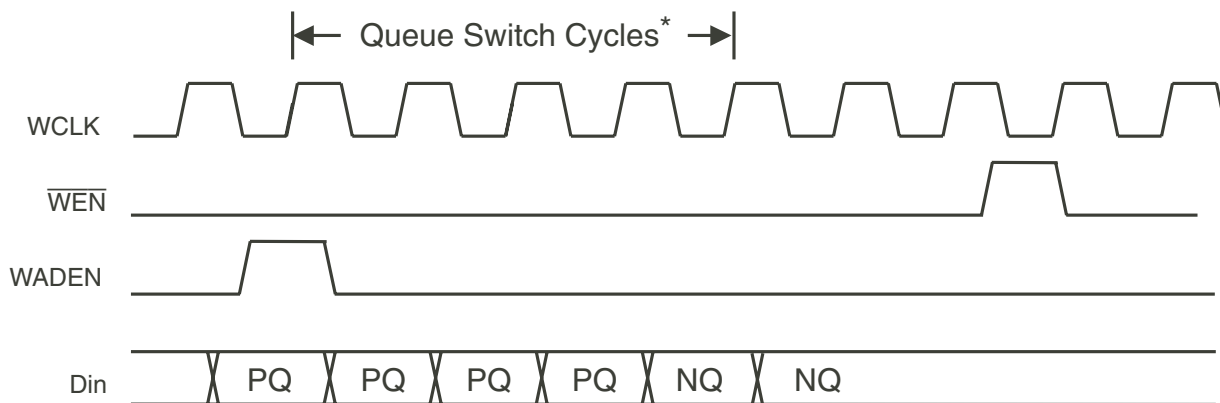 Queue Switch Cycles*
WCLK
WEN
WADEN
Din PQ PQ PQ PQ NQ NQ